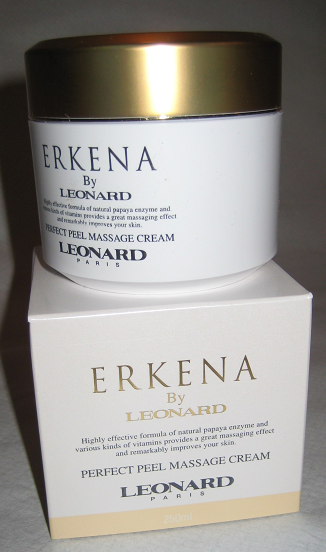 ERKENA
By
LEONARD
Highly effective formula of natural papaya enzyme and
various kinds of vitamins provides a great massaging effect
and remarkably improves your skin.
PERFECT PEEL MASSAGE CREAM
LEONARD
PARIS
ERKENA
By
LEONARD
Highly effective formula of natural papaya enzyme and
various kinds of vitamins provides a great massaging effect
and remarkably improves your skin.
PERFECT PEEL MASSAGE CREAM
LEONARD
PARIS
250ml